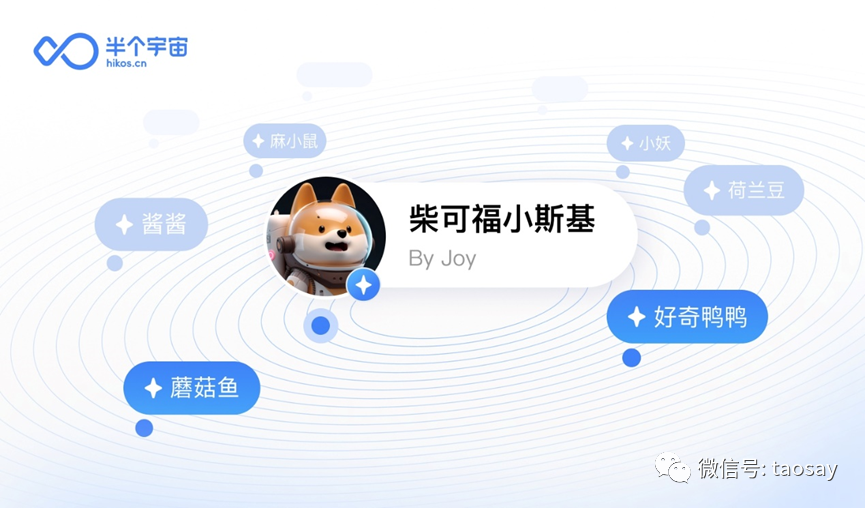 半个宇宙
hikos.cn
麻小鼠
小妖
荷兰豆
酱酱
柴可福小斯基
By Joy
好奇鸭鸭
蘑菇鱼
微信号: taosay